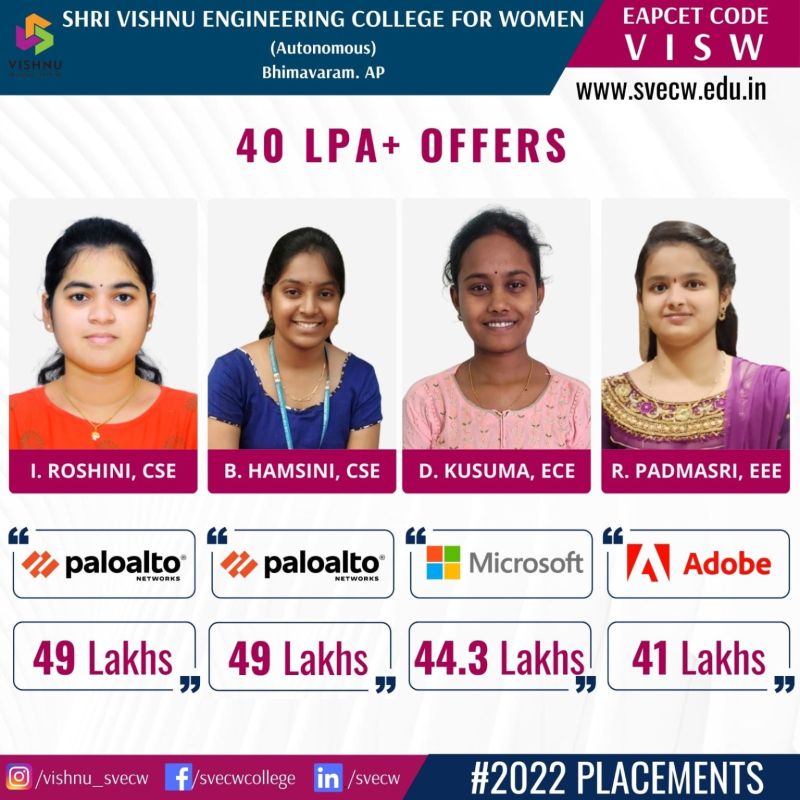 SHRI VISHNU ENGINEERING COLLEGE FOR WOMEN
(Autonomous)
Bhimavaram. AP
VISHNU
EAPCET CODE
VISW
www.svecw.edu.in
40 LPA+ OFFERS
I. ROSHINI, CSE
B. HAMSINI, CSE
D. KUSUMA, ECE
R. PADMASRI, EEE
paloalto®
NETWORKS
paloalto®
NETWORKS
Microsoft
Adobe
49 Lakhs
49 Lakhs
44.3 Lakhs
41 Lakhs
/vishnu_svecw
/svecwcollege
/svecw
#2022 PLACEMENTS